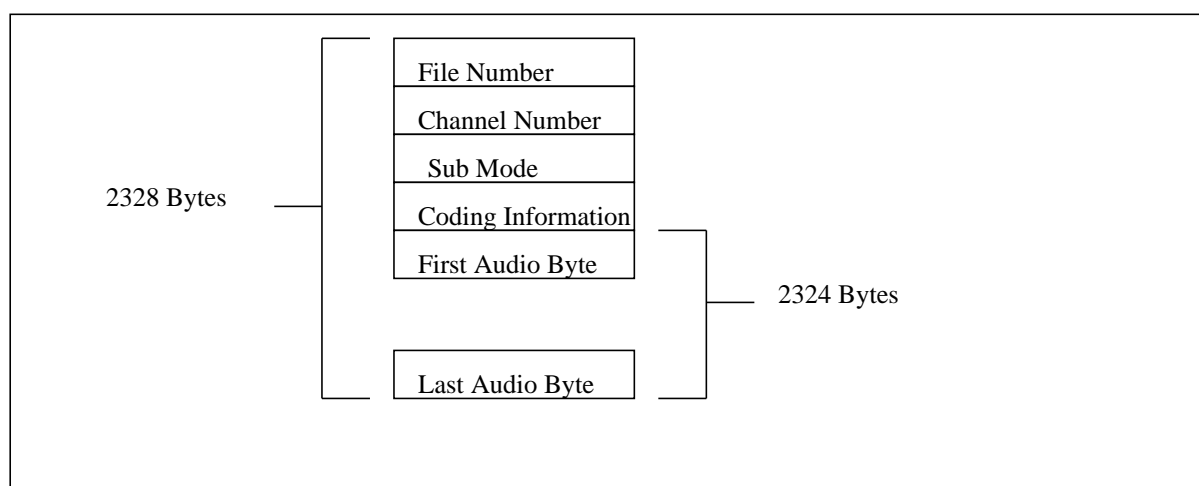 File Number
Channel Number
Sub Mode
2328 Bytes
Coding Information
First Audio Byte
2324 Bytes
Last Audio Byte